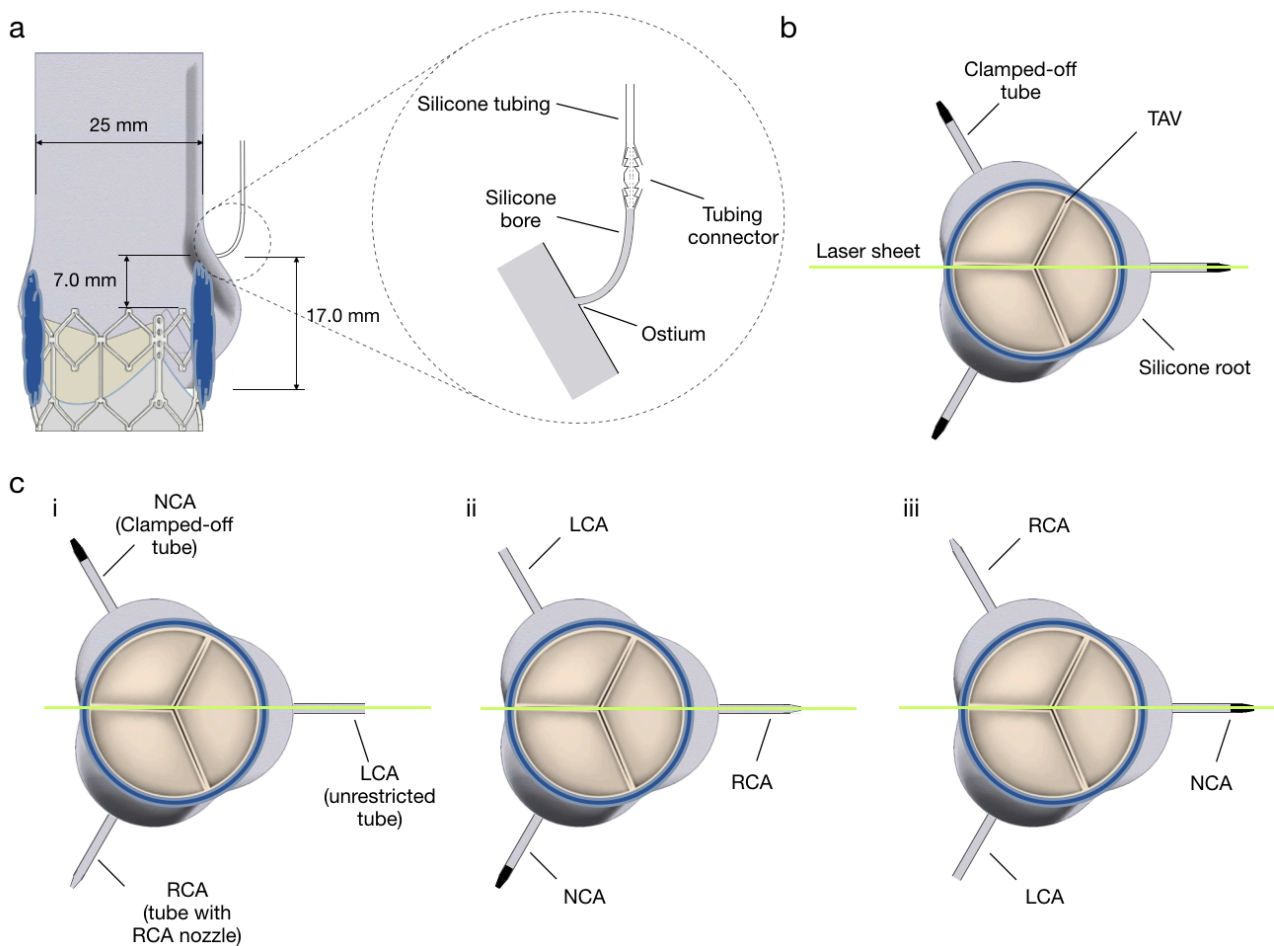 a
25 mm
7.0 mm
17.0 mm
Silicone tubing
Silicone
bore
Tubing
connector
Ostium
b
Clamped-off
tube
TAV
Laser sheet
Silicone root
c
i
NCA
(Clamped-off
tube)
LCA
(unrestricted
tube)
RCA
(tube with
RCA nozzle)
ii
LCA
RCA
NCA
iii
RCA
NCA
LCA